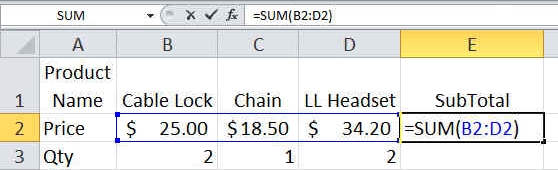 SUM fx =SUM(B2:D2)
A B C D E
Product
1 Name Cable Lock Chain LL Headset SubTotal
2 Price $ 25.00 $18.50 $ 34.20 =SUM(B2:D2)
3 Qty 2 1 2